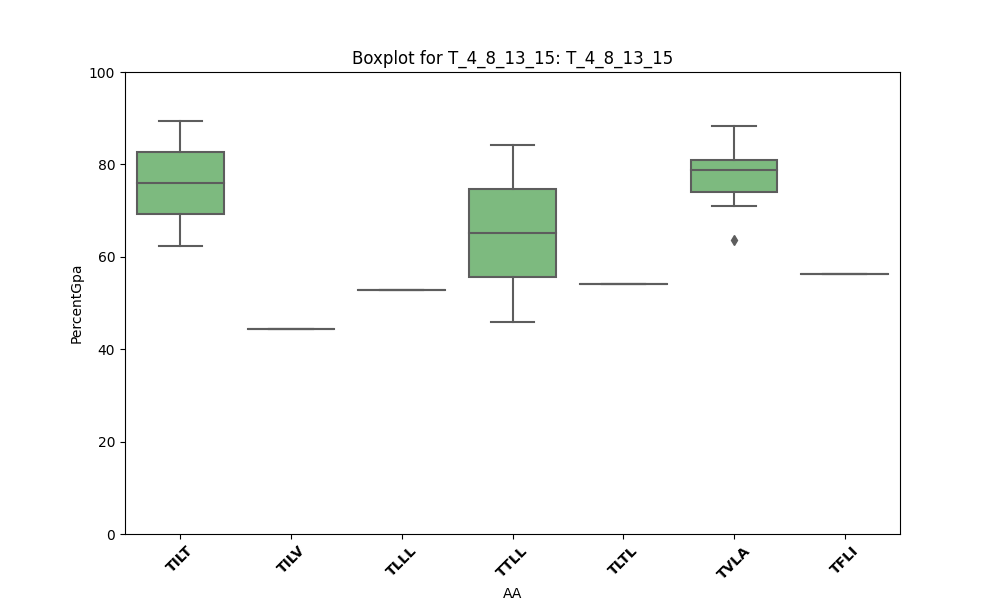 Boxplot for T_4_8_13_15: T_4_8_13_15
100
80
60
40
20
0
PercentGpa
TILT TILV TLLL TTLL TLTL TVLA TFLI
AA